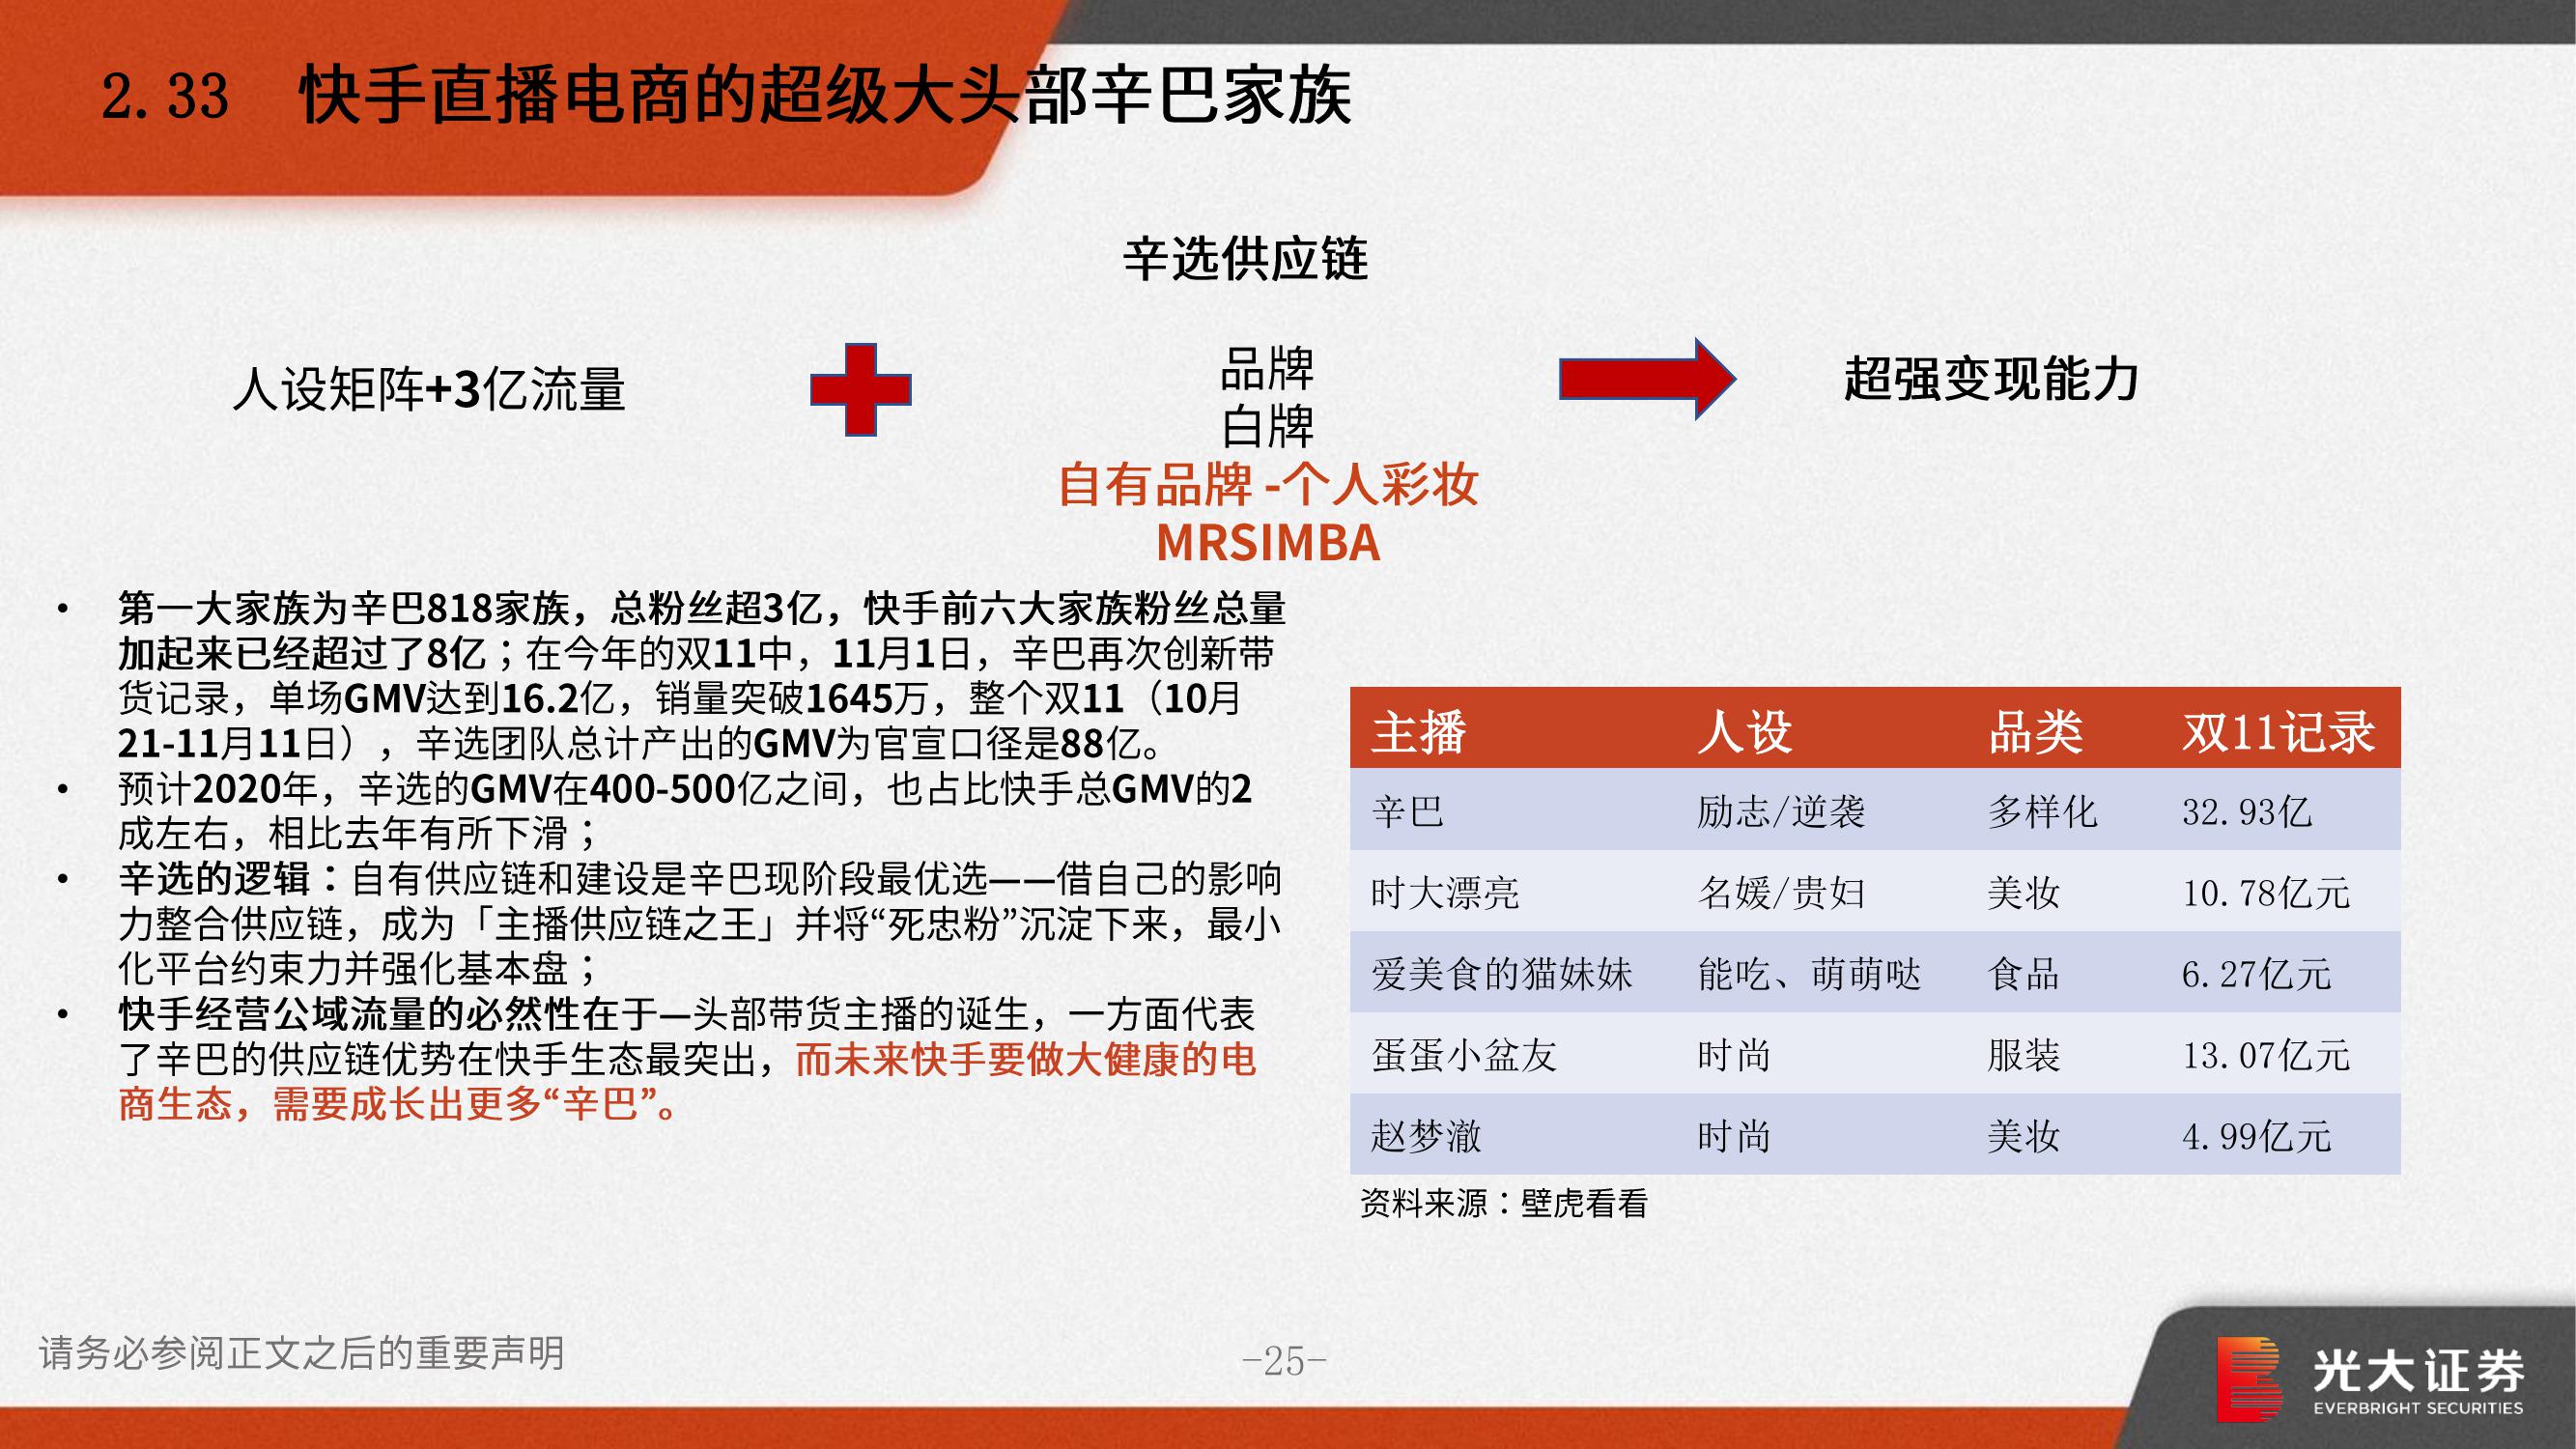 2.33 快手直播电商的超级大头部辛巴家族
辛选供应链
人设矩阵+3亿流量
品牌
白牌
自有品牌 -个人彩妆
MRSIMBA
超强变现能力
• 第一大家族为辛巴818家族，总粉丝超3亿，快手前六大家族粉丝总量
加起来已经超过了8亿；在今年的双11中，11月1日，辛巴再次创新带
货记录，单场GMV达到16.2亿，销量突破1645万，整个双11（10月
21-11月11日），辛选团队总计产出的GMV为官宣口径是88亿。
• 预计2020年，辛选的GMV在400-500亿之间，也占比快手总GMV的2
成左右，相比去年有所下滑；
• 辛选的逻辑：自有供应链和建设是辛巴现阶段最优选——借自己的影响
力整合供应链，成为「主播供应链之王」并将“死忠粉”沉淀下来，最小
化平台约束力并强化基本盘；
• 快手经营公域流量的必然性在于—头部带货主播的诞生，一方面代表
了辛巴的供应链优势在快手生态最突出，而未来快手要做大健康的电
商生态，需要成长出更多“辛巴”。
主播 人设 品类 双11记录
辛巴 励志/逆袭 多样化 32.93亿
时大漂亮 名媛/贵妇 美妆 10.78亿元
爱美食的猫妹妹 能吃、萌萌哒 食品 6.27亿元
蛋蛋小盆友 时尚 服装 13.07亿元
赵梦澈 时尚 美妆 4.99亿元
资料来源：壁虎看看
请务必参阅正文之后的重要声明
-25-
光大证券
EVERBRIGHT SECURITIES